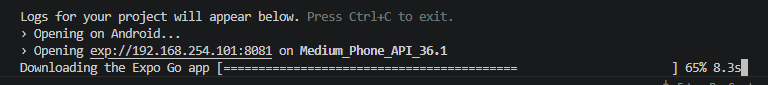 Logs for your project will appear below. Press Ctrl+C to exit.
› Opening on Android...
› Opening exp://192.168.254.101:8081 on Medium_Phone_API_36.1
Downloading the Expo Go app [========================================== ] 65% 8.3s